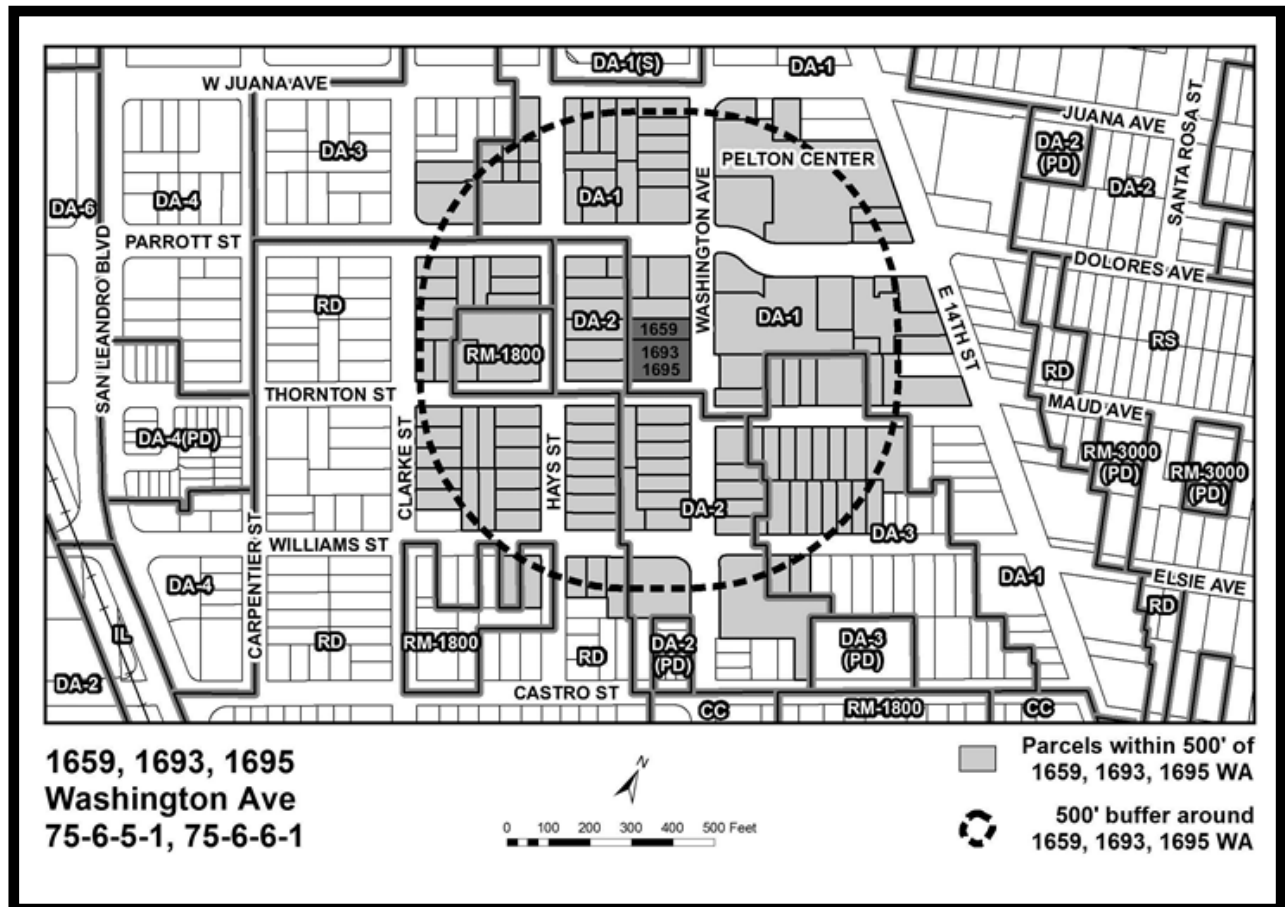 DA-1(S)
DA-1
W JUANA AVE
JUANA AVE
SANTA ROSA ST
DA-3
PELTON CENTER
DA-2
(PD)
DA-2
DA-6
DA-4
DA-1
WASHINGTON AVE
PARROTT ST
SAN LEANDRO BLVD
DOLORES AVE
RD
DA-2
1659
DA-1
E 14TH ST
RM-1800
1693
1695
RS
RD
THORNTON ST
MAUD AVE
DA-4(PD)
CLARKE ST
HAYS ST
RM-3000
(PD)
RM-3000
(PD)
DA-2
DA-3
WILLIAMS ST
CARPENTIER ST
DA-4
DA-1
ELSIE AVE
RD
IL
RD
RM-1800
RD
DA-2
(PD)
DA-3
(PD)
DA-2
CASTRO ST
CC
RM-1800
CC
1659, 1693, 1695
Washington Ave
75-6-5-1, 75-6-6-1
N
0 100 200 300 400 500 Feet
Parcels within 500' of
1659, 1693, 1695 WA
500' buffer around
1659, 1693, 1695 WA